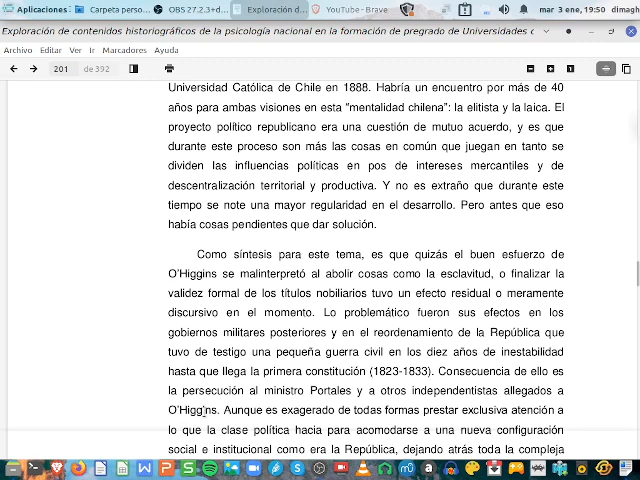 Aplicaciones
Carpeta perso...
OBS 27.2.3+d...
Exploración d...
YouTube - Brave
mar 3 ene, 19:50
dimagh
Exploración de contenidos historiográficos de la psicología nacional en la formación de pregrado de Universidades c
Archivo Editar Ver Ir Marcadores Ayuda
201 de 392
Universidad Católica de Chile en 1888. Habría un encuentro por más de 40
años para ambas visiones en esta "mentalidad chilena": la elitista y la laica. El
proyecto político republicano era una cuestión de mutuo acuerdo, y es que
durante este proceso son más las cosas en común que juegan en tanto se
dividen las influencias políticas en pos de intereses mercantiles y de
descentralización territorial y productiva. Y no es extraño que durante este
tiempo se note una mayor regularidad en el desarrollo. Pero antes que eso
había cosas pendientes que dar solución.
Como síntesis para este tema, es que quizás el buen esfuerzo de
O'Higgins se malinterpretó al abolir cosas como la esclavitud, o finalizar la
validez formal de los títulos nobiliarios tuvo un efecto residual o meramente
discursivo en el momento. Lo problemático fueron sus efectos en los
gobiernos militares posteriores y en el reordenamiento de la República que
tuvo de testigo una pequeña guerra civil en los diez años de inestabilidad
hasta que llega la primera constitución (1823-1833). Consecuencia de ello es
la persecución al ministro Portales y a otros independentistas allegados a
O'Higgins. Aunque es exagerado de todas formas prestar exclusiva atención a
lo que la clase política hacia para acomodarse a una nueva configuración
social e institucional como era la República, dejando atrás toda la compleja